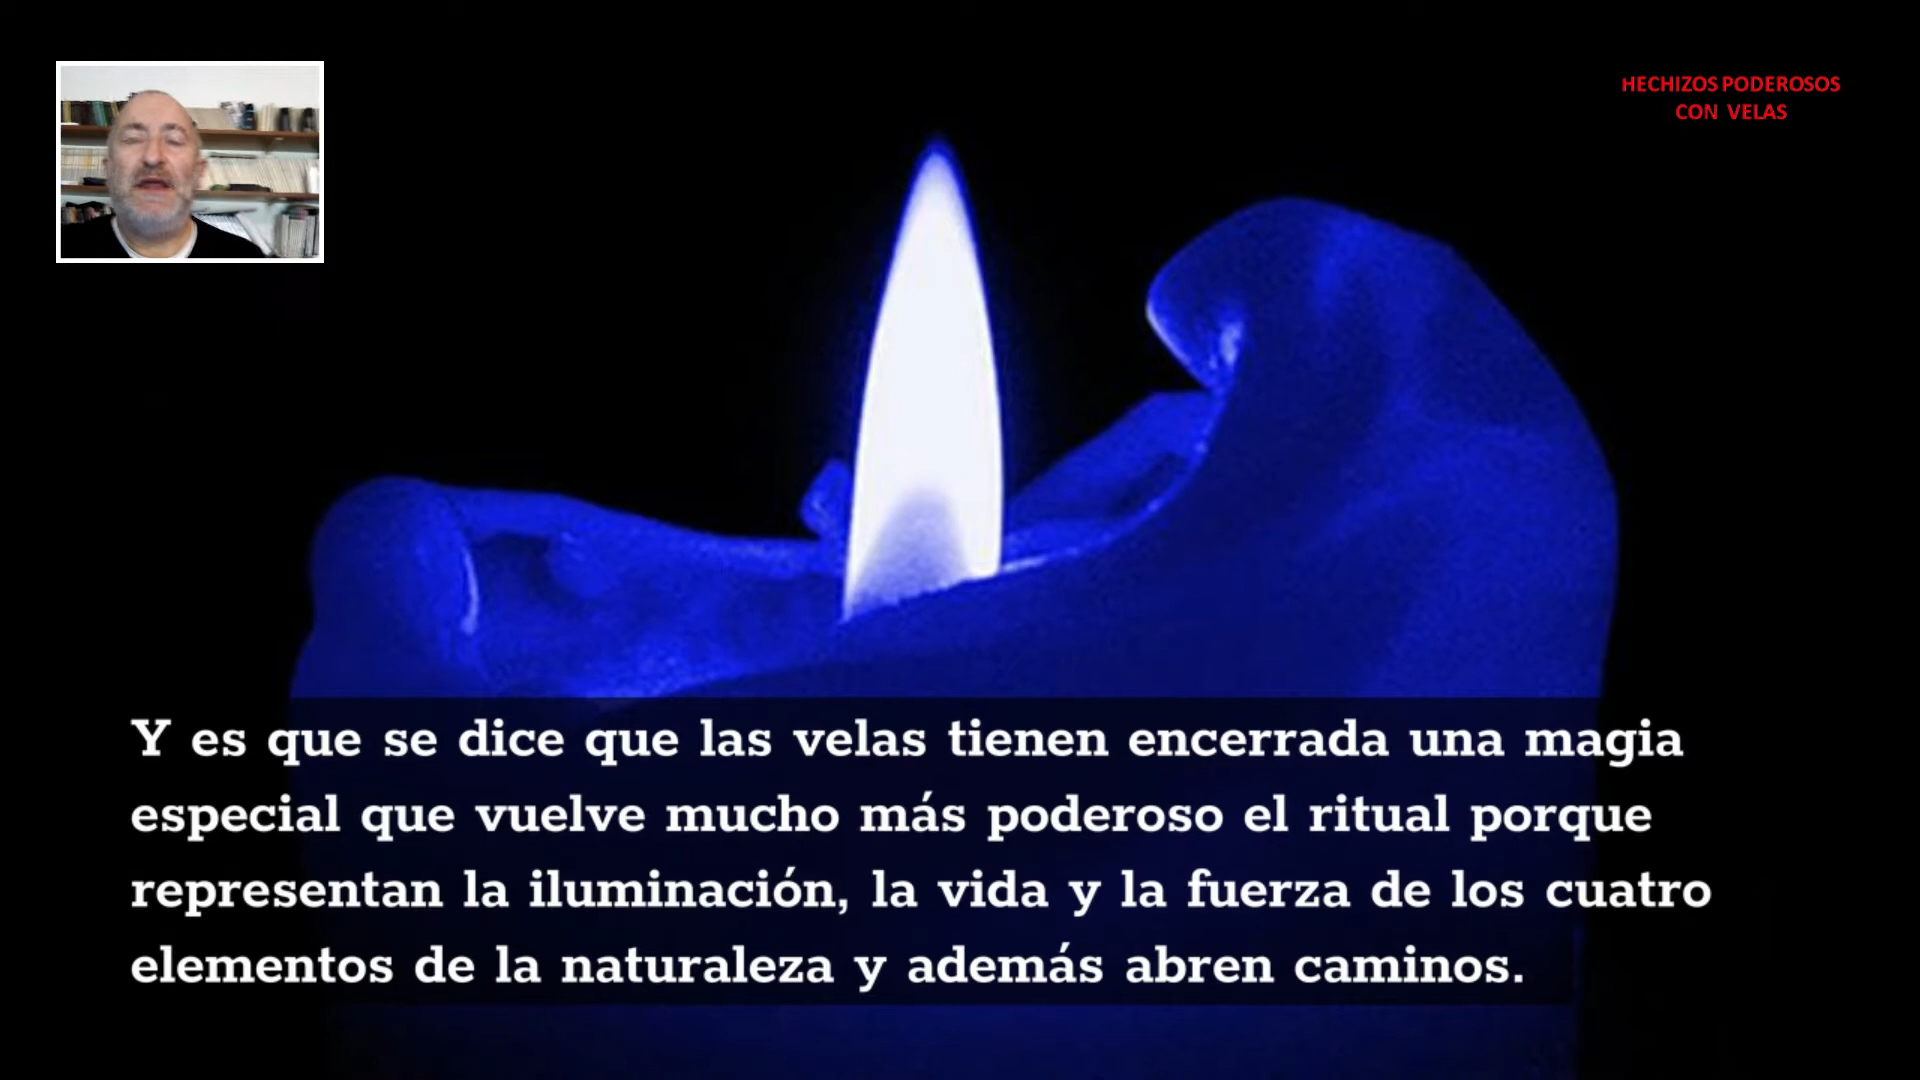 HECHIZOS PODEROSOS
CON VELAS
Y es que se dice que las velas tienen encerrada una magia
especial que vuelve mucho más poderoso el ritual porque
representan la iluminación, la vida y la fuerza de los cuatro
elementos de la naturaleza y además abren caminos.